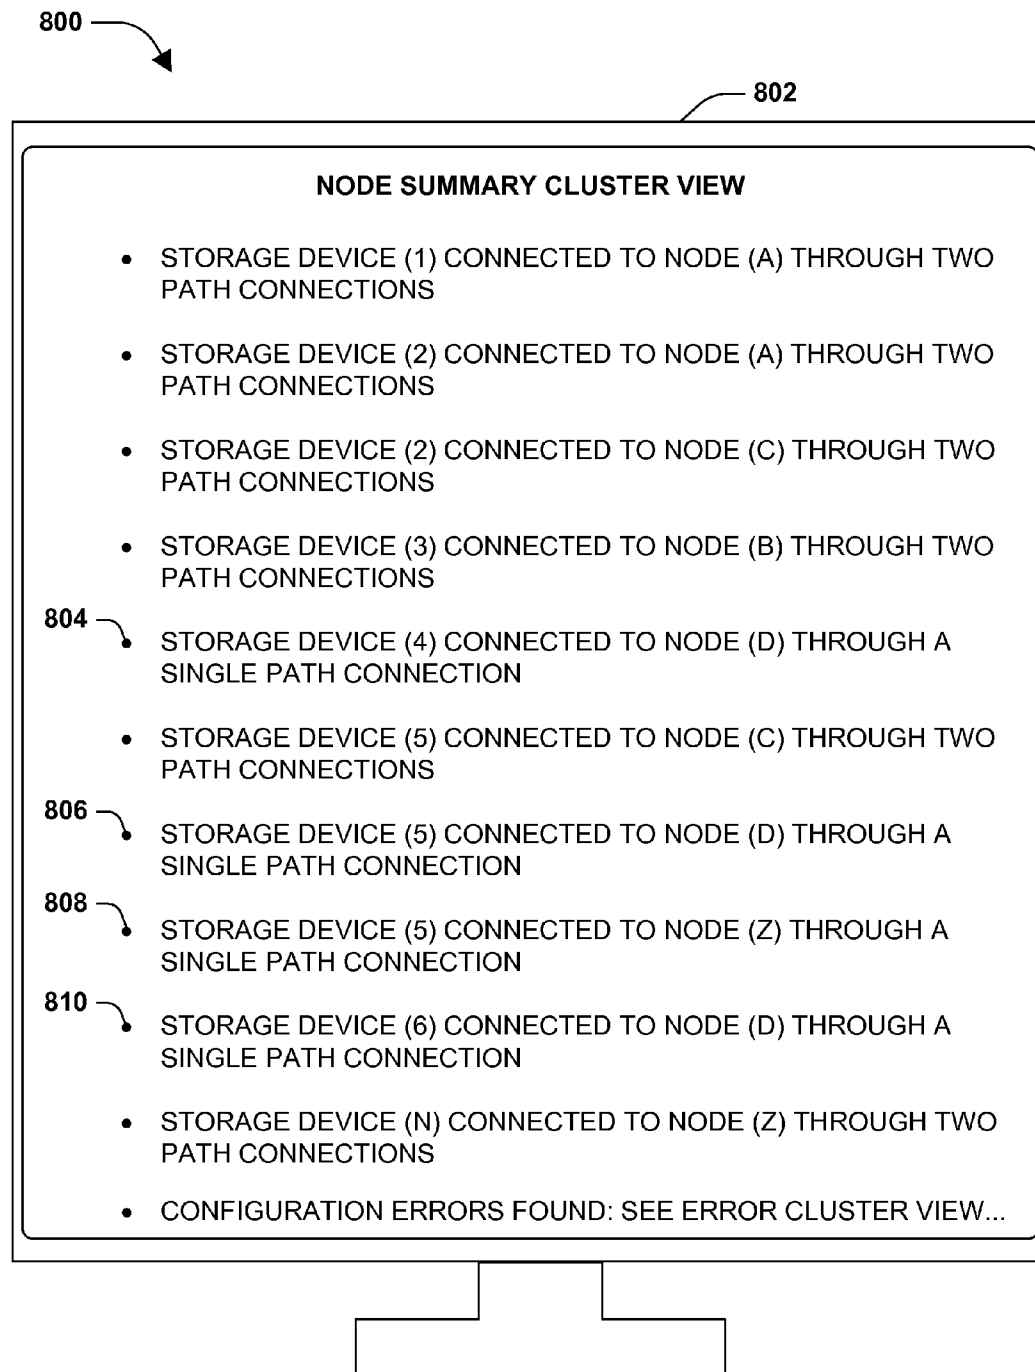 800
802
NODE SUMMARY CLUSTER VIEW
• STORAGE DEVICE (1) CONNECTED TO NODE (A) THROUGH TWO
PATH CONNECTIONS
• STORAGE DEVICE (2) CONNECTED TO NODE (A) THROUGH TWO
PATH CONNECTIONS
• STORAGE DEVICE (2) CONNECTED TO NODE (C) THROUGH TWO
PATH CONNECTIONS
• STORAGE DEVICE (3) CONNECTED TO NODE (B) THROUGH TWO
PATH CONNECTIONS
804
• STORAGE DEVICE (4) CONNECTED TO NODE (D) THROUGH A
SINGLE PATH CONNECTION
• STORAGE DEVICE (5) CONNECTED TO NODE (C) THROUGH TWO
PATH CONNECTIONS
806
• STORAGE DEVICE (5) CONNECTED TO NODE (D) THROUGH A
SINGLE PATH CONNECTION
808
• STORAGE DEVICE (5) CONNECTED TO NODE (Z) THROUGH A
SINGLE PATH CONNECTION
810
• STORAGE DEVICE (6) CONNECTED TO NODE (D) THROUGH A
SINGLE PATH CONNECTION
• STORAGE DEVICE (N) CONNECTED TO NODE (Z) THROUGH TWO
PATH CONNECTIONS
• CONFIGURATION ERRORS FOUND: SEE ERROR CLUSTER VIEW...